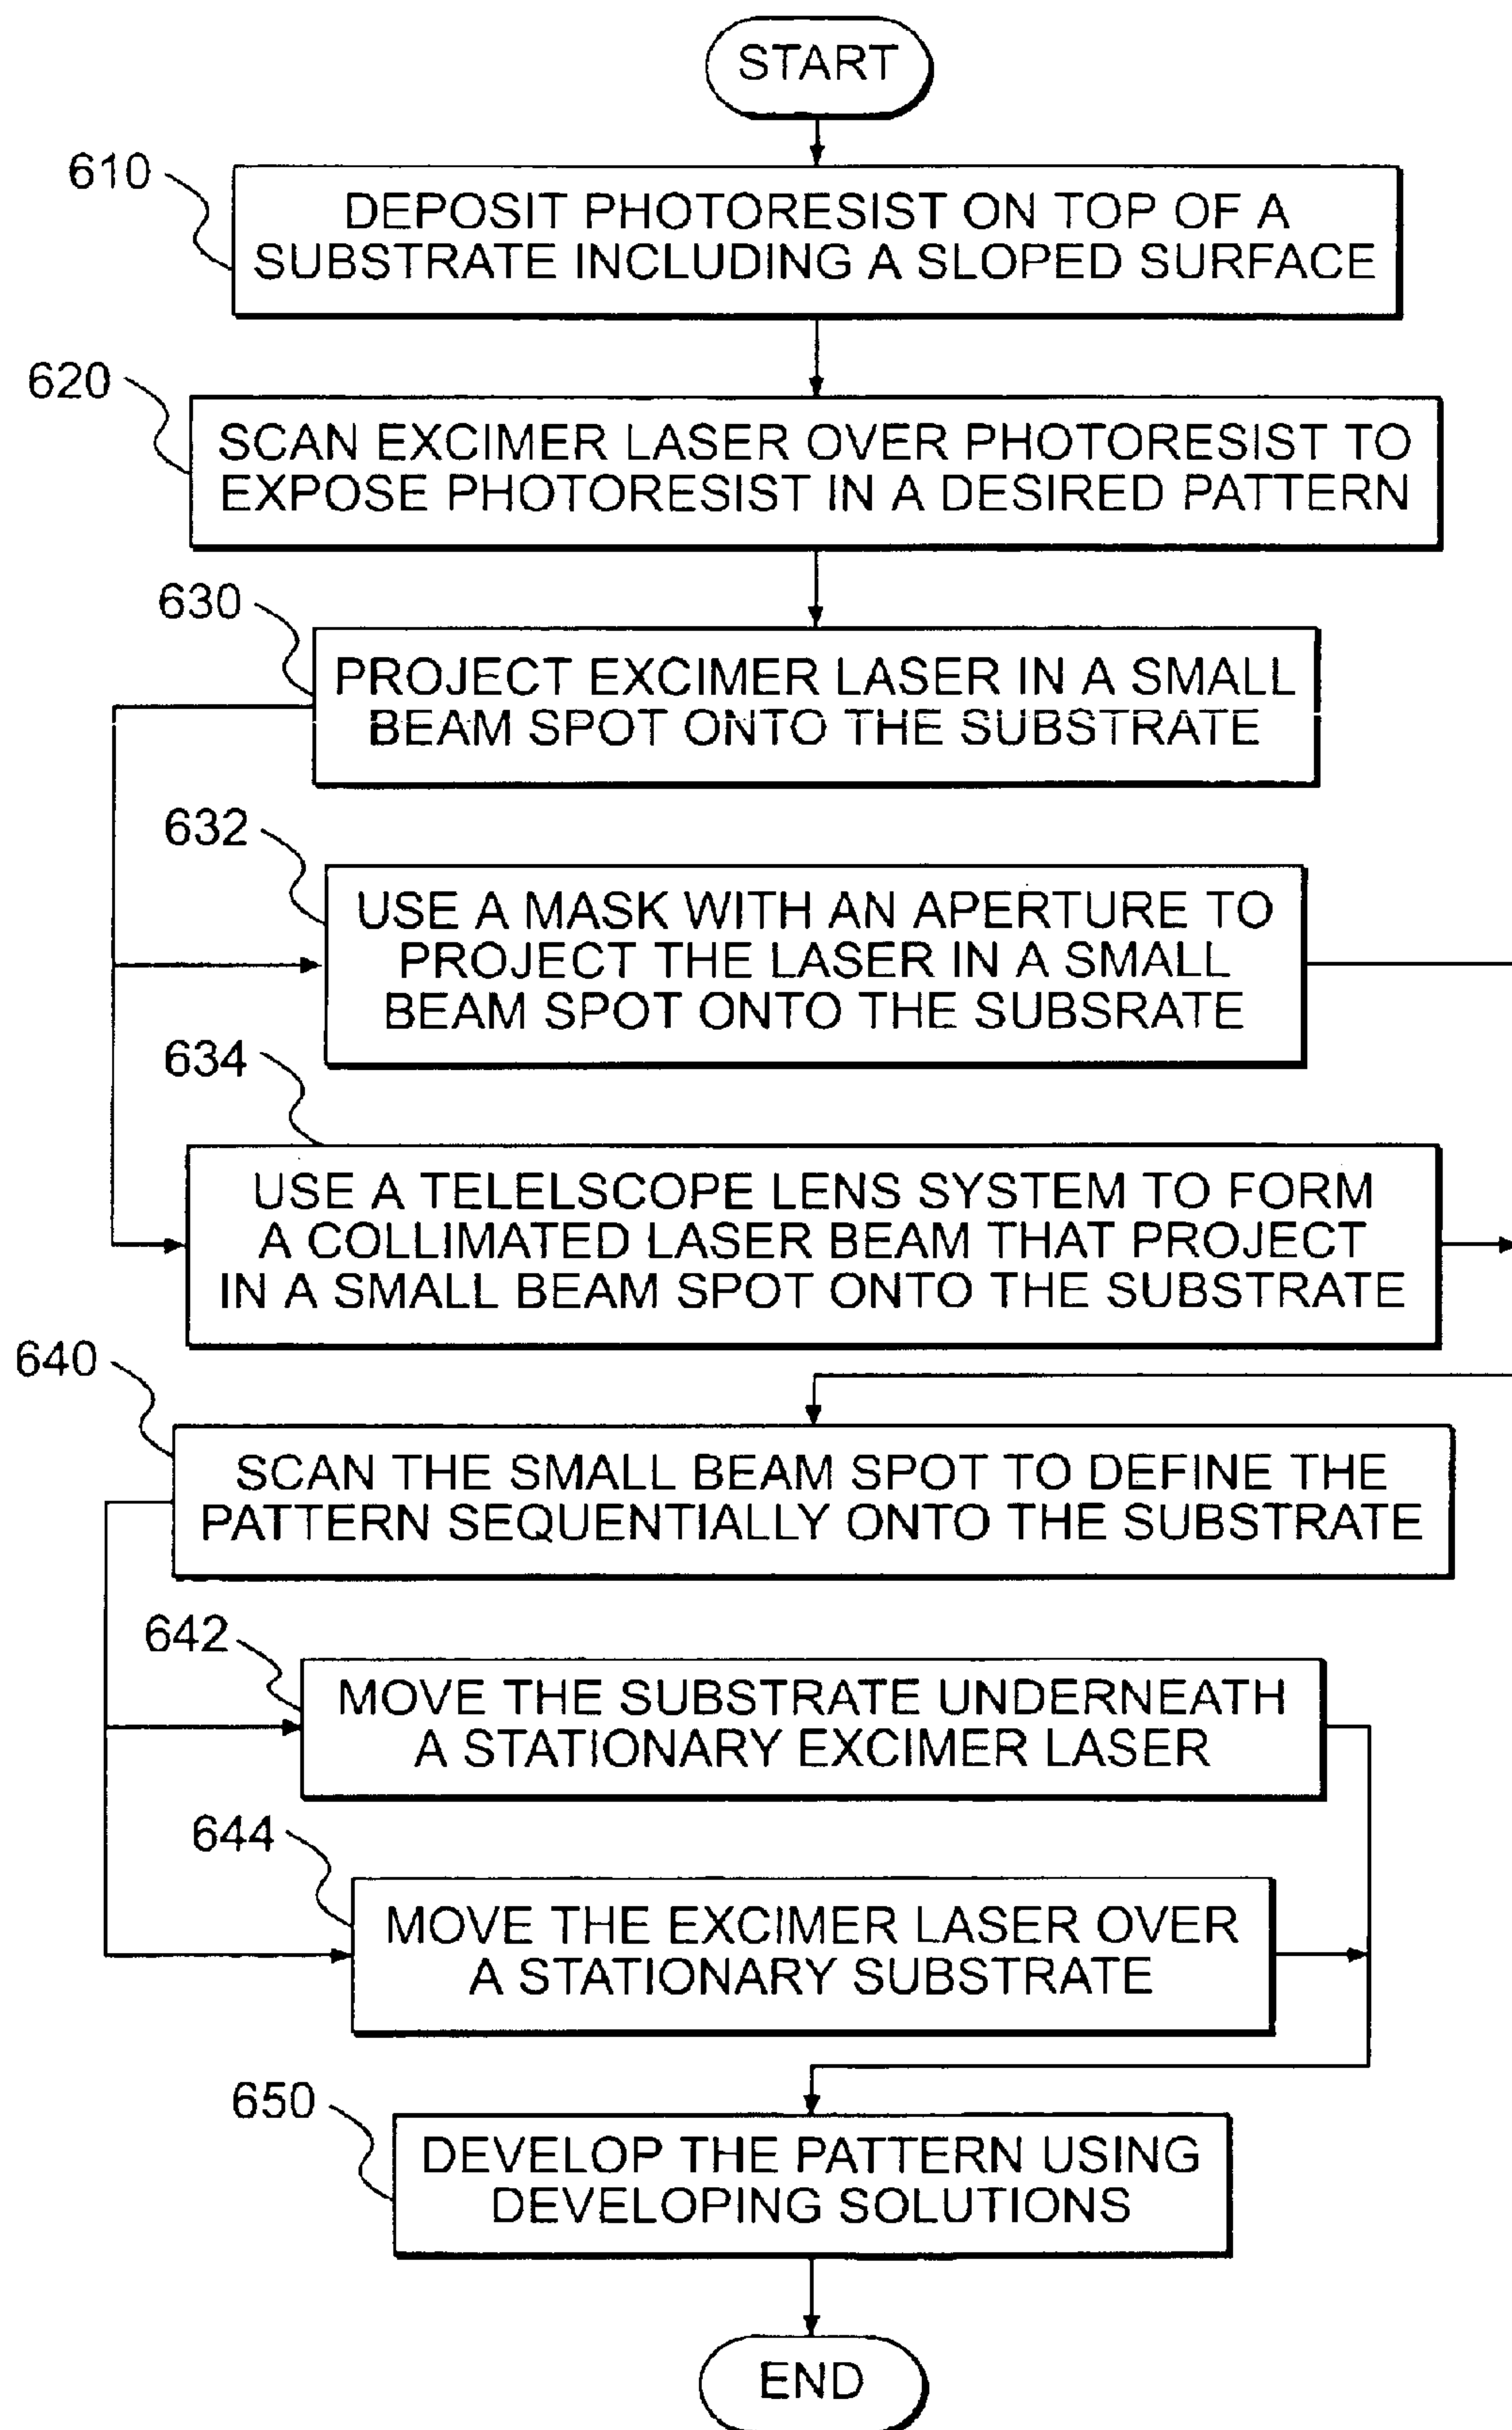 START
610
DEPOSIT PHOTORESIST ON TOP OF A
SUBSTRATE INCLUDING A SLOPED SURFACE
620
SCAN EXCIMER LASER OVER PHOTORESIST TO
EXPOSE PHOTORESIST IN A DESIRED PATTERN
630
PROJECT EXCIMER LASER IN A SMALL
BEAM SPOT ONTO THE SUBSTRATE
632
USE A MASK WITH AN APERTURE TO
PROJECT THE LASER IN A SMALL
BEAM SPOT ONTO THE SUBSRATE
634
USE A TELELSCOPE LENS SYSTEM TO FORM
A COLLIMATED LASER BEAM THAT PROJECT
IN A SMALL BEAM SPOT ONTO THE SUBSTRATE
640
SCAN THE SMALL BEAM SPOT TO DEFINE THE
PATTERN SEQUENTIALLY ONTO THE SUBSTRATE
642
MOVE THE SUBSTRATE UNDERNEATH
A STATIONARY EXCIMER LASER
644
MOVE THE EXCIMER LASER OVER
A STATIONARY SUBSTRATE
650
DEVELOP THE PATTERN USING
DEVELOPING SOLUTIONS
END